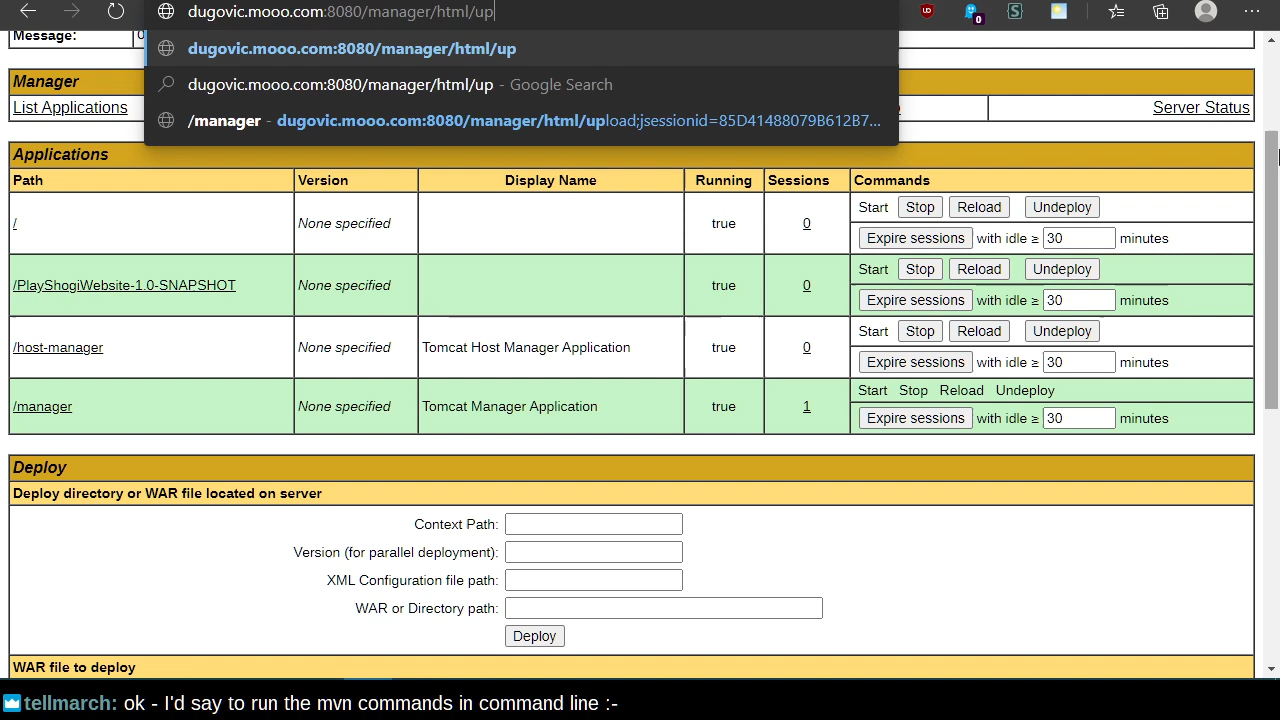 dugovic.mooo.com:8080/manager/html/up
dugovic.mooo.com:8080/manager/html/up
dugovic.mooo.com:8080/manager/html/up - Google Search
/manager - dugovic.mooo.com:8080/manager/html/upload;jsessionid=85D41488079B612B7...
0
Message:
Manager
List Applications Server Status
Applications
Path Version Display Name Running Sessions Commands
/ None specified true 0 Start Stop Reload Undeploy
Expire sessions with idle ≥ 30 minutes
/PlayShogiWebsite-1.0-SNAPSHOT None specified true 0 Start Stop Reload Undeploy
Expire sessions with idle ≥ 30 minutes
/host-manager None specified Tomcat Host Manager Application true 0 Start Stop Reload Undeploy
Expire sessions with idle ≥ 30 minutes
/manager None specified Tomcat Manager Application true 1 Start Stop Reload Undeploy
Expire sessions with idle ≥ 30 minutes
Deploy
Deploy directory or WAR file located on server
Context Path:
Version (for parallel deployment):
XML Configuration file path:
WAR or Directory path:
Deploy
WAR file to deploy
tellmarch: ok - I'd say to run the mvn commands in command line :-